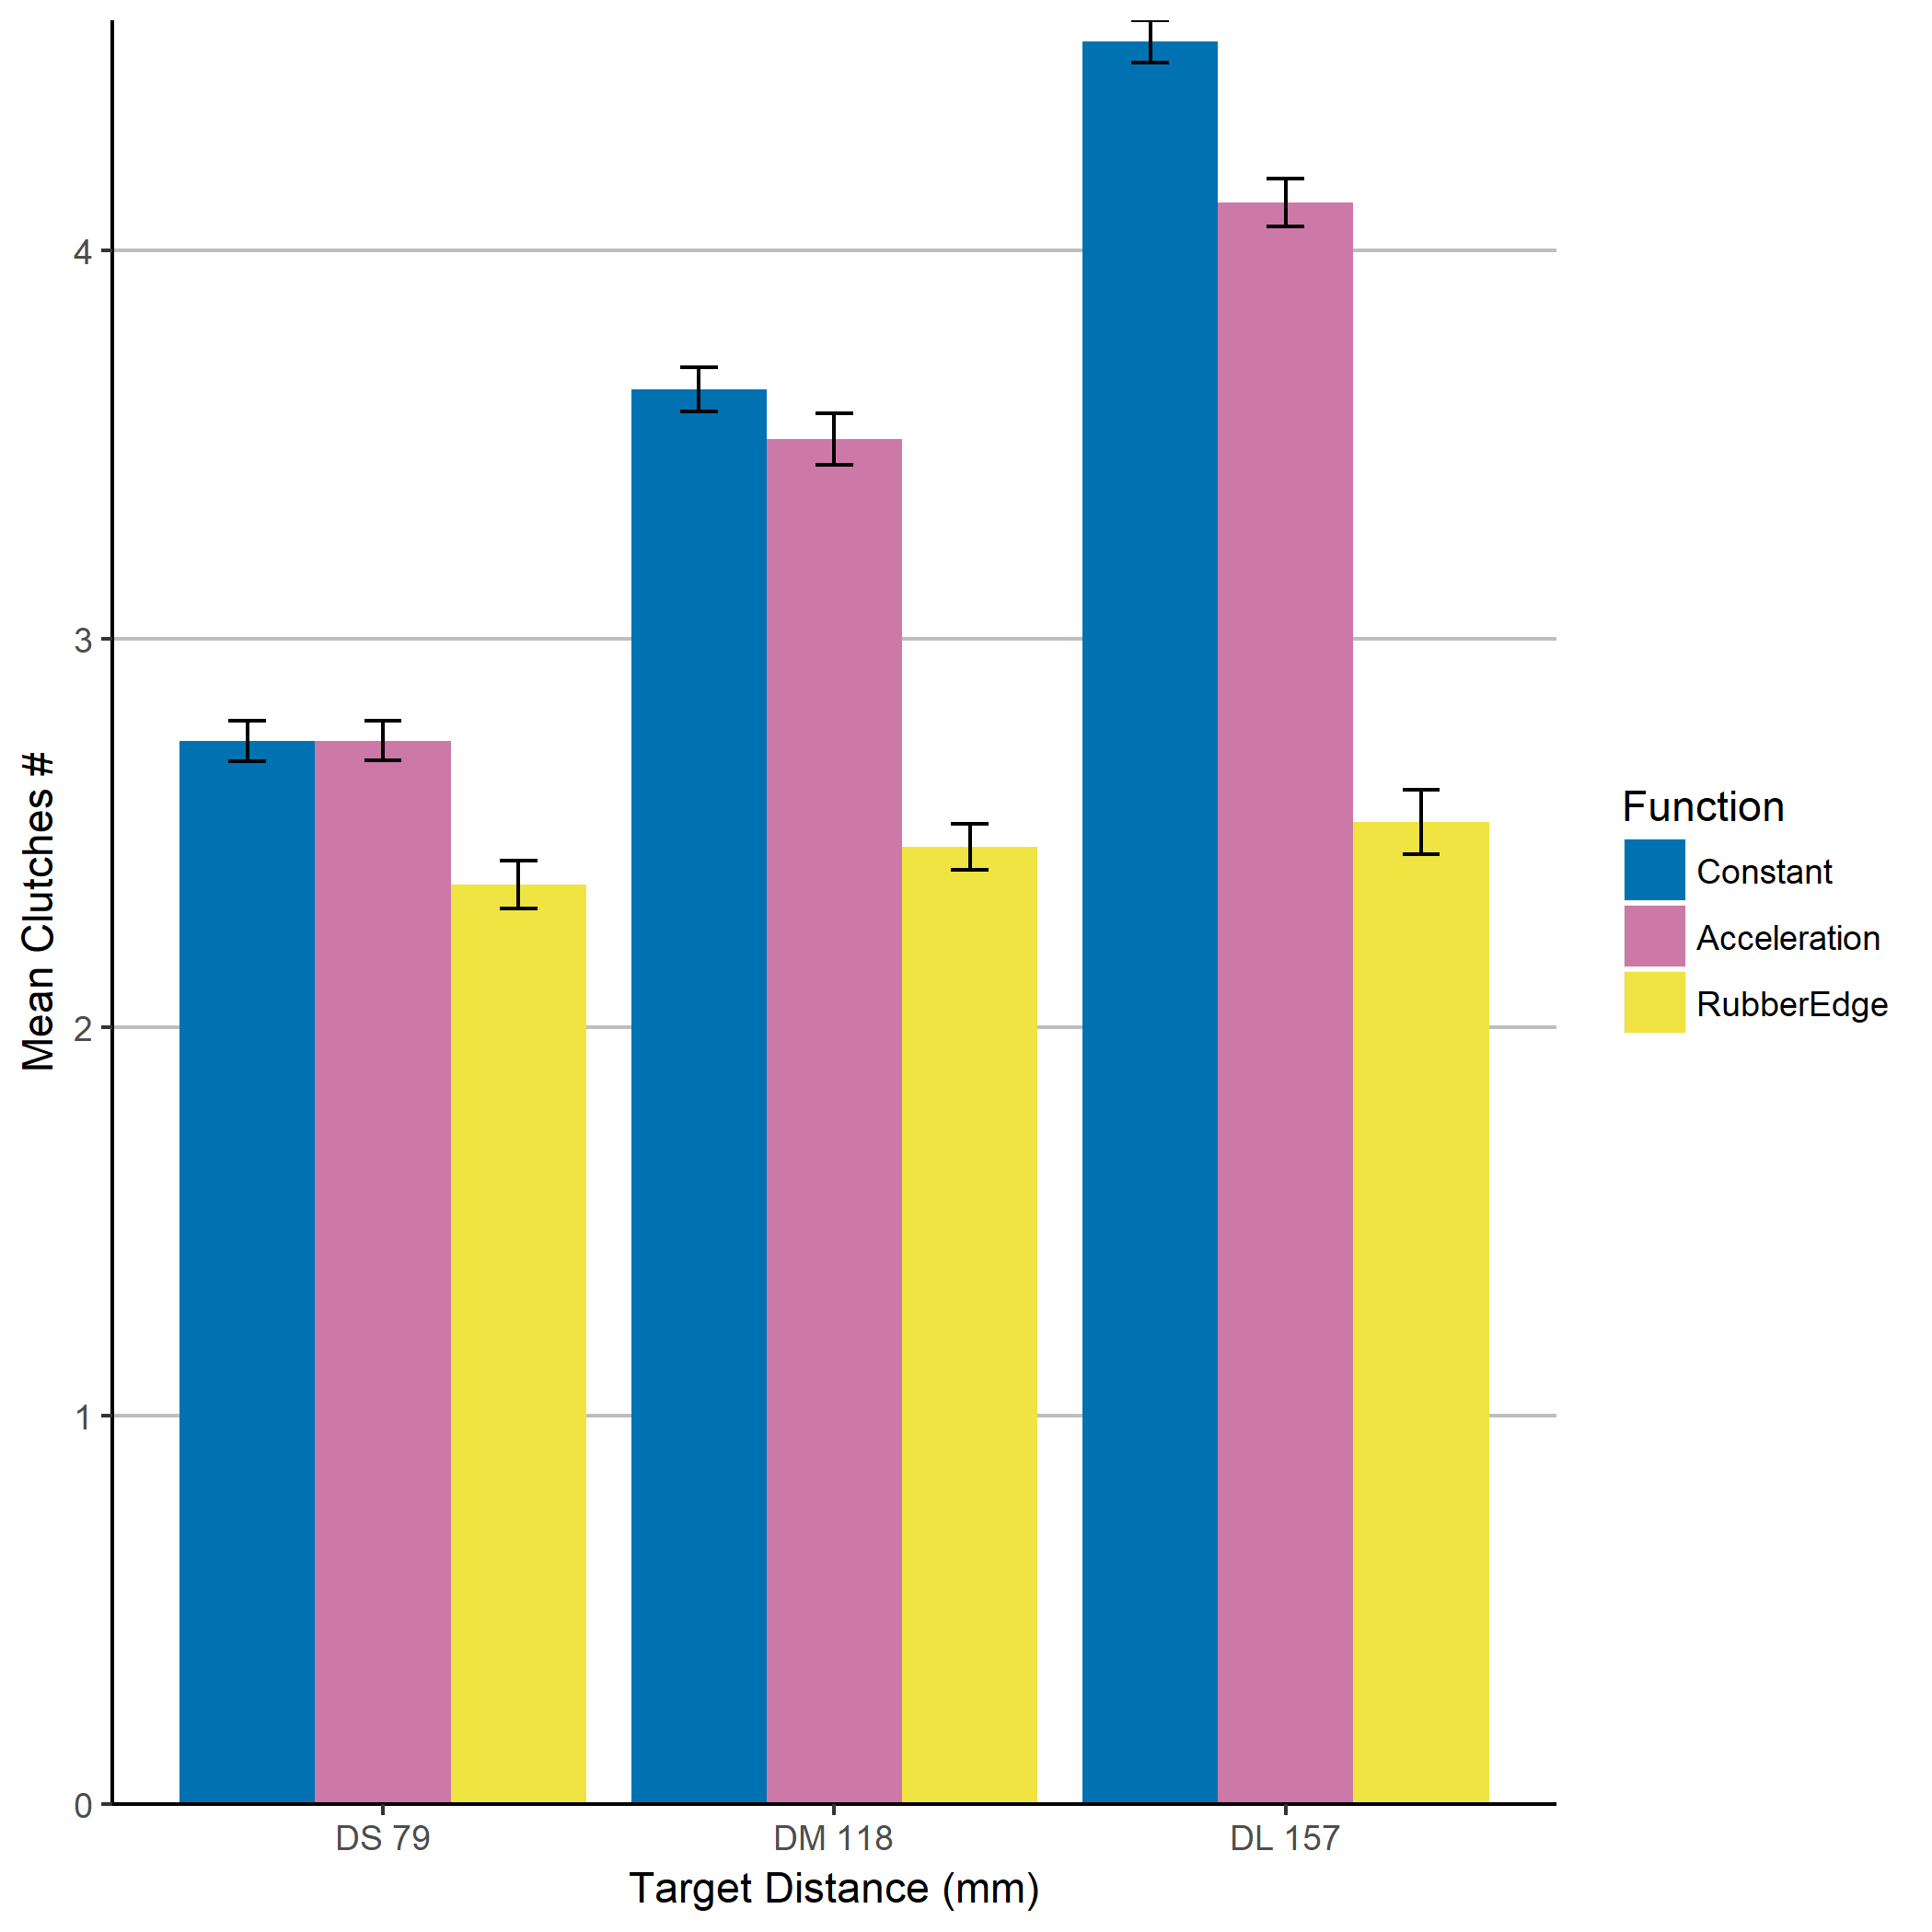 Mean Clutches #
4
3
2
1
0
DS 79
DM 118
DL 157
Target Distance (mm)
Function
Constant
Acceleration
RubberEdge